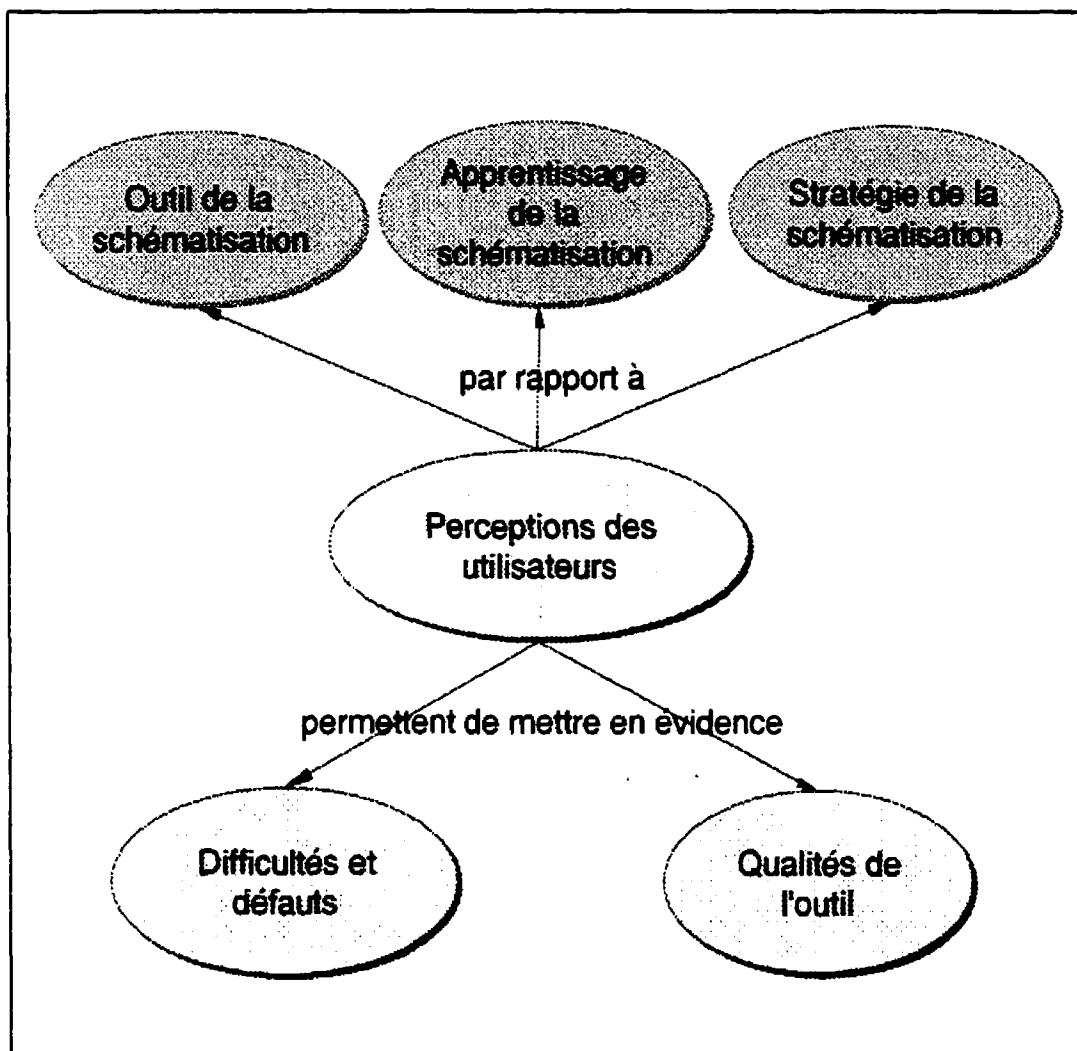 Outil de la
schématisation
Apprentissage
de la
schématisation
Stratégie de la
schématisation
par rapport à
Perceptions des
utilisateurs
permettent de mettre en évidence
Difficultés et
défauts
Qualités de
l'outil